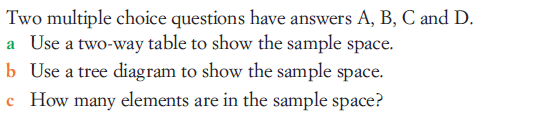 Two multiple choice questions have answers A, B, C and D.
a Use a two-way table to show the sample space.
b Use a tree diagram to show the sample space.
c How many elements are in the sample space?